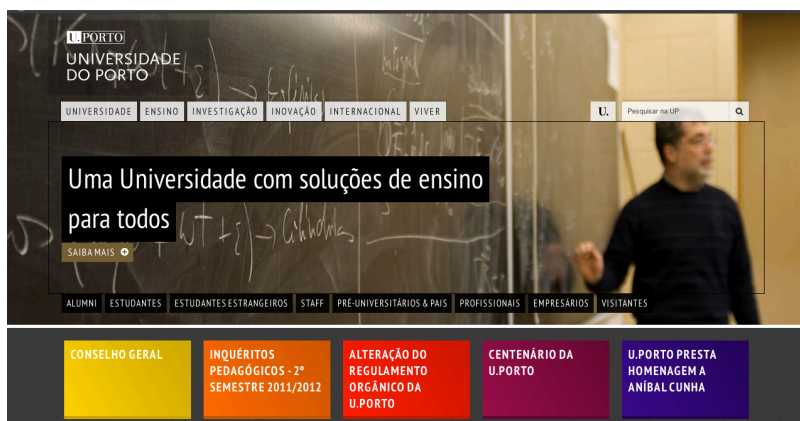 U. PORTO
UNIVERSIDADE
DO PORTO
UNIVERSIDADE ENSINO INVESTIGAÇÃO INOVAÇÃO INTERNACIONAL VIVER U. Pesquisar na UP
Uma Universidade com soluções de ensino
para todos
SAIBA MAIS
ALUMNI ESTUDANTES ESTUDANTES ESTRANGEIROS STAFF PRÉ-UNIVERSITÁRIOS & PAIS PROFISSIONAIS EMPRESÁRIOS VISITANTES
CONSELHO GERAL
INQUÉRITOS
PEDAGÓGICOS - 2º
SEMESTRE 2011/2012
ALTERAÇÃO DO
REGULAMENTO
ORGÂNICO DA
U.PORTO
CENTENÁRIO DA
U.PORTO
U.PORTO PRESTA
HOMENAGEM A
ANÍBAL CUNHA